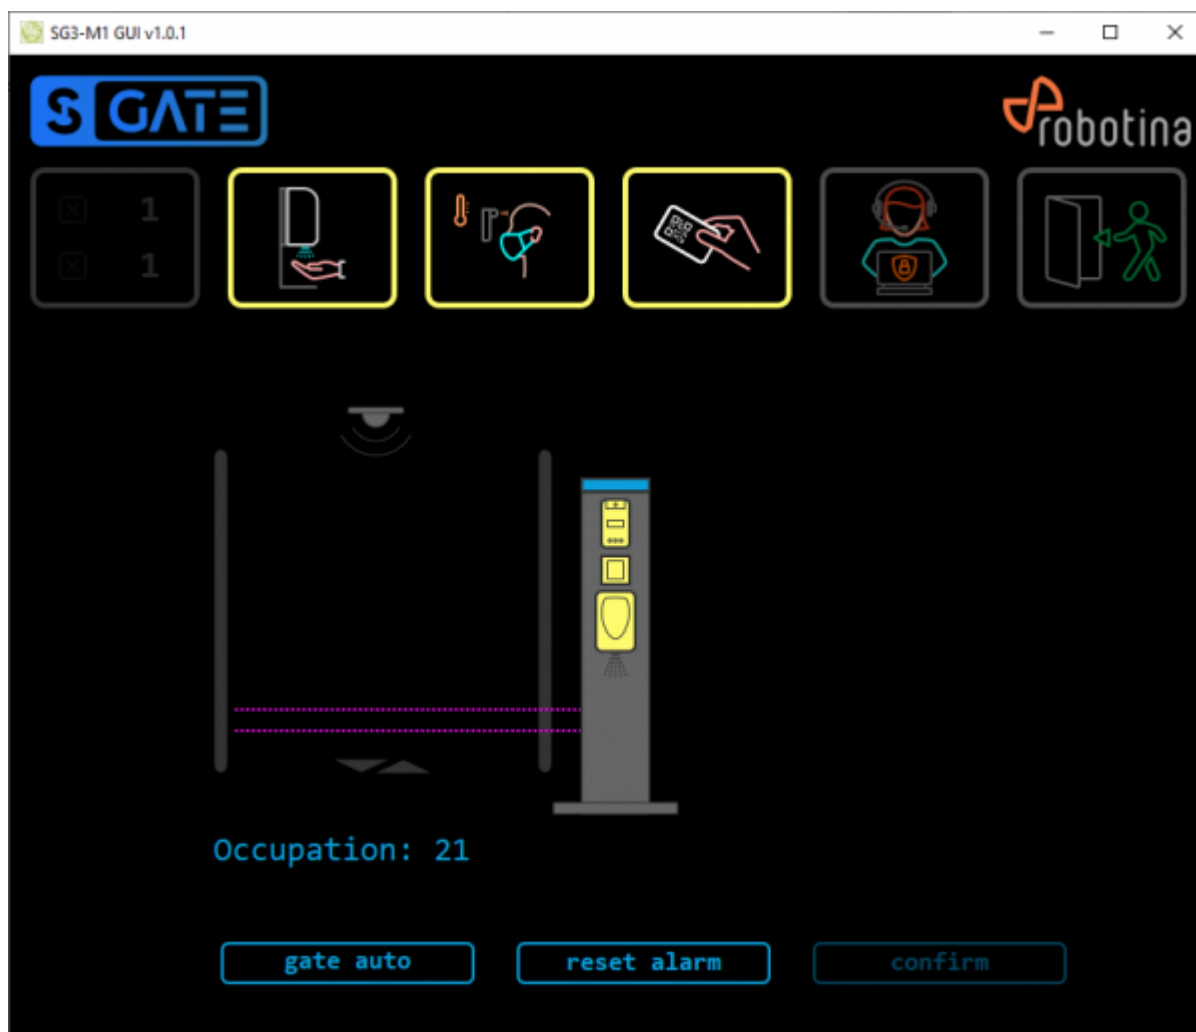 SG3-M1 GUI v1.0.1
S GATE
robotina
1
1
Occupation: 21
gate auto
reset alarm
confirm